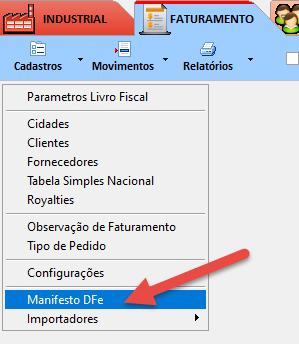 INDUSTRIAL
FATURAMENTO
Cadastros
Movimentos
Relatórios
Parametros Livro Fiscal
Cidades
Clientes
Fornecedores
Tabela Simples Nacional
Royalties
Observação de Faturamento
Tipo de Pedido
Configurações
Manifesto DFe
Importadores